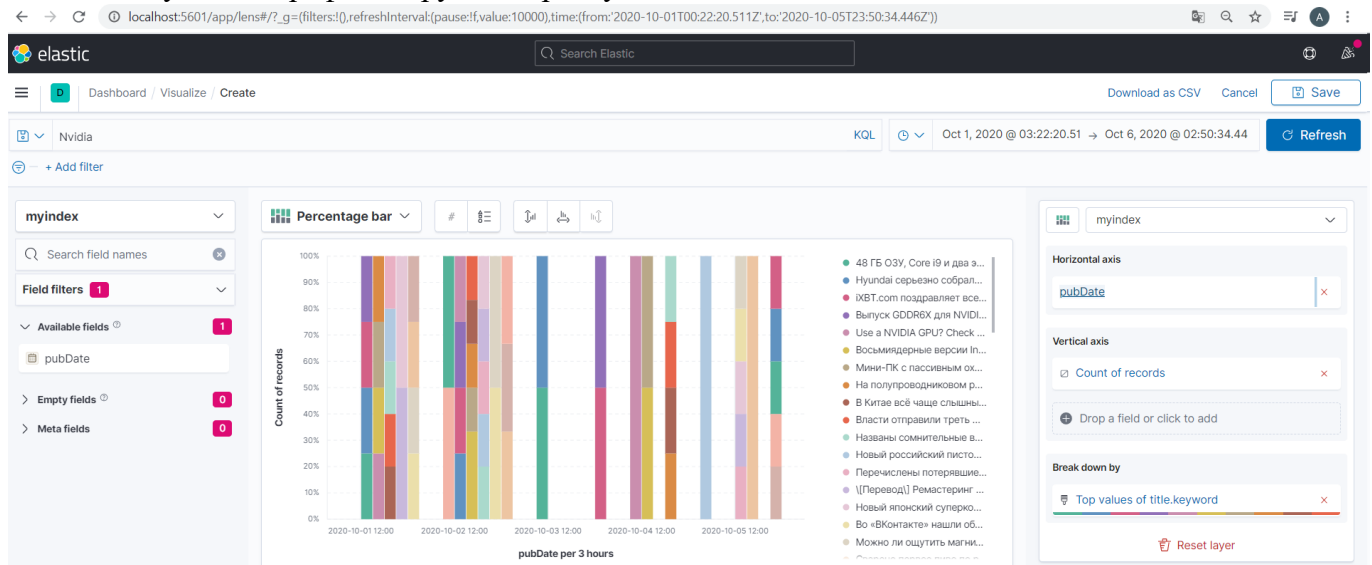 localhost:5601/app/lens#/?_g=(filters:!(),refreshInterval:(pause:!f,value:10000),time:(from:'2020-10-01T00:22:20.511Z',to:'2020-10-05T23:50:34.446Z'))
A
elastic
Search Elastic
D Dashboard / Visualize / Create
Download as CSV Cancel Save
Nvidia
KQL
Oct 1, 2020 @ 03:22:20.51 → Oct 6, 2020 @ 02:50:34.44
Refresh
+ Add filter
myindex
Search field names
Field filters 1
Available fields 1
pubDate
Empty fields 0
Meta fields 0
Percentage bar
#
100%
90%
80%
70%
60%
50%
40%
30%
20%
10%
0%
Count of records
2020-10-01 12:00 2020-10-02 12:00 2020-10-03 12:00 2020-10-04 12:00 2020-10-05 12:00
pubDate per 3 hours
48 ГБ ОЗУ, Core i9 и два э...
Hyundai серьезно собрал...
iXBT.com поздравляет все...
Выпуск GDDR6X для NVIDI...
Use a NVIDIA GPU? Check ...
Восьмиядерные версии In...
Мини-ПК с пассивным ох...
На полупроводниковом р...
В Китае всё чаще слышны...
Власти отправили треть ...
Названы сомнительные в...
Новый российский писто...
Перечислены потерявшие...
\[Перевод\] Ремастеринг ...
Новый японский суперко...
Во «ВКонтакте» нашли об...
Можно ли ощутить магни...
myindex
Horizontal axis
pubDate ×
Vertical axis
Count of records ×
Drop a field or click to add
Break down by
Top values of title.keyword ×
Reset layer